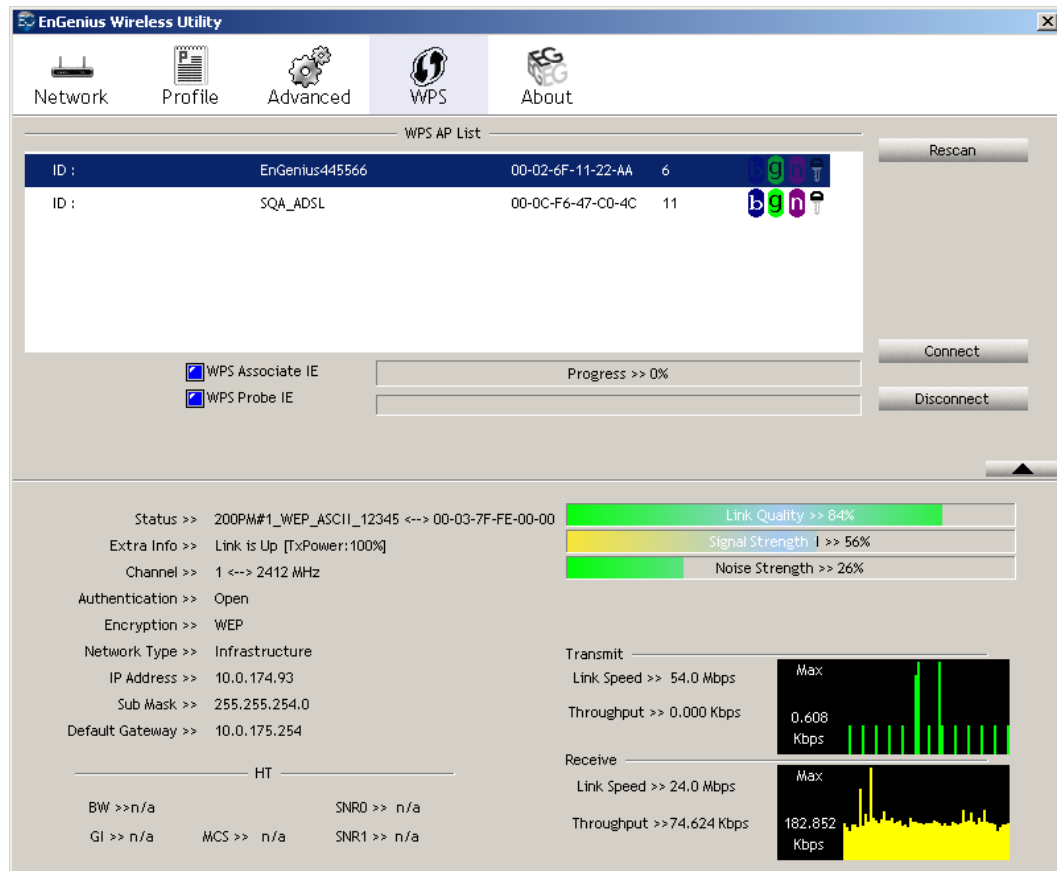 EnGenius Wireless Utility
Network Profile Advanced WPS About
WPS AP List
Rescan
ID : EnGenius445566 00-02-6F-11-22-AA 6 b g n
ID : SQA_ADSL 00-0C-F6-47-C0-4C 11 b g n
Connect
WPS Associate IE Progress >> 0%
WPS Probe IE
Disconnect
Status >> 200PM#1_WEP_ASCII_12345 <--> 00-03-7F-FE-00-00
Extra Info >> Link is Up [TxPower:100%]
Channel >> 1 <--> 2412 MHz
Authentication >> Open
Encryption >> WEP
Network Type >> Infrastructure
IP Address >> 10.0.174.93
Sub Mask >> 255.255.254.0
Default Gateway >> 10.0.175.254
HT
BW >>n/a SNR0 >> n/a
GI >> n/a MCS >> n/a SNR1 >> n/a
Link Quality >> 84%
Signal Strength 1 >> 56%
Noise Strength >> 26%
Transmit
Link Speed >> 54.0 Mbps
Throughput >> 0.000 Kbps
Max
0.608
Kbps
Receive
Link Speed >> 24.0 Mbps
Throughput >>74.624 Kbps
Max
182.852
Kbps